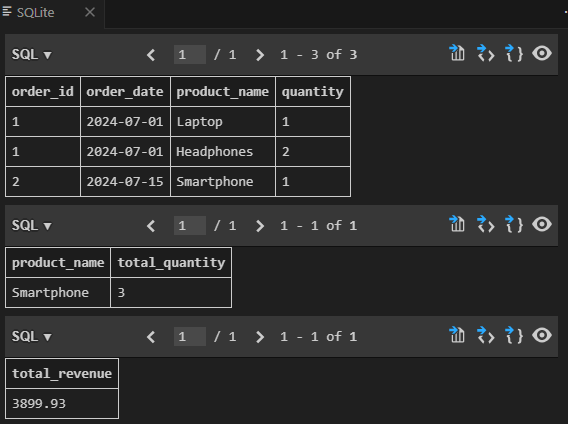 SQLite
SQL 1 / 1 1 - 3 of 3
order_id order_date product_name quantity
1 2024-07-01 Laptop 1
1 2024-07-01 Headphones 2
2 2024-07-15 Smartphone 1
SQL 1 / 1 1 - 1 of 1
product_name total_quantity
Smartphone 3
SQL 1 / 1 1 - 1 of 1
total_revenue
3899.93